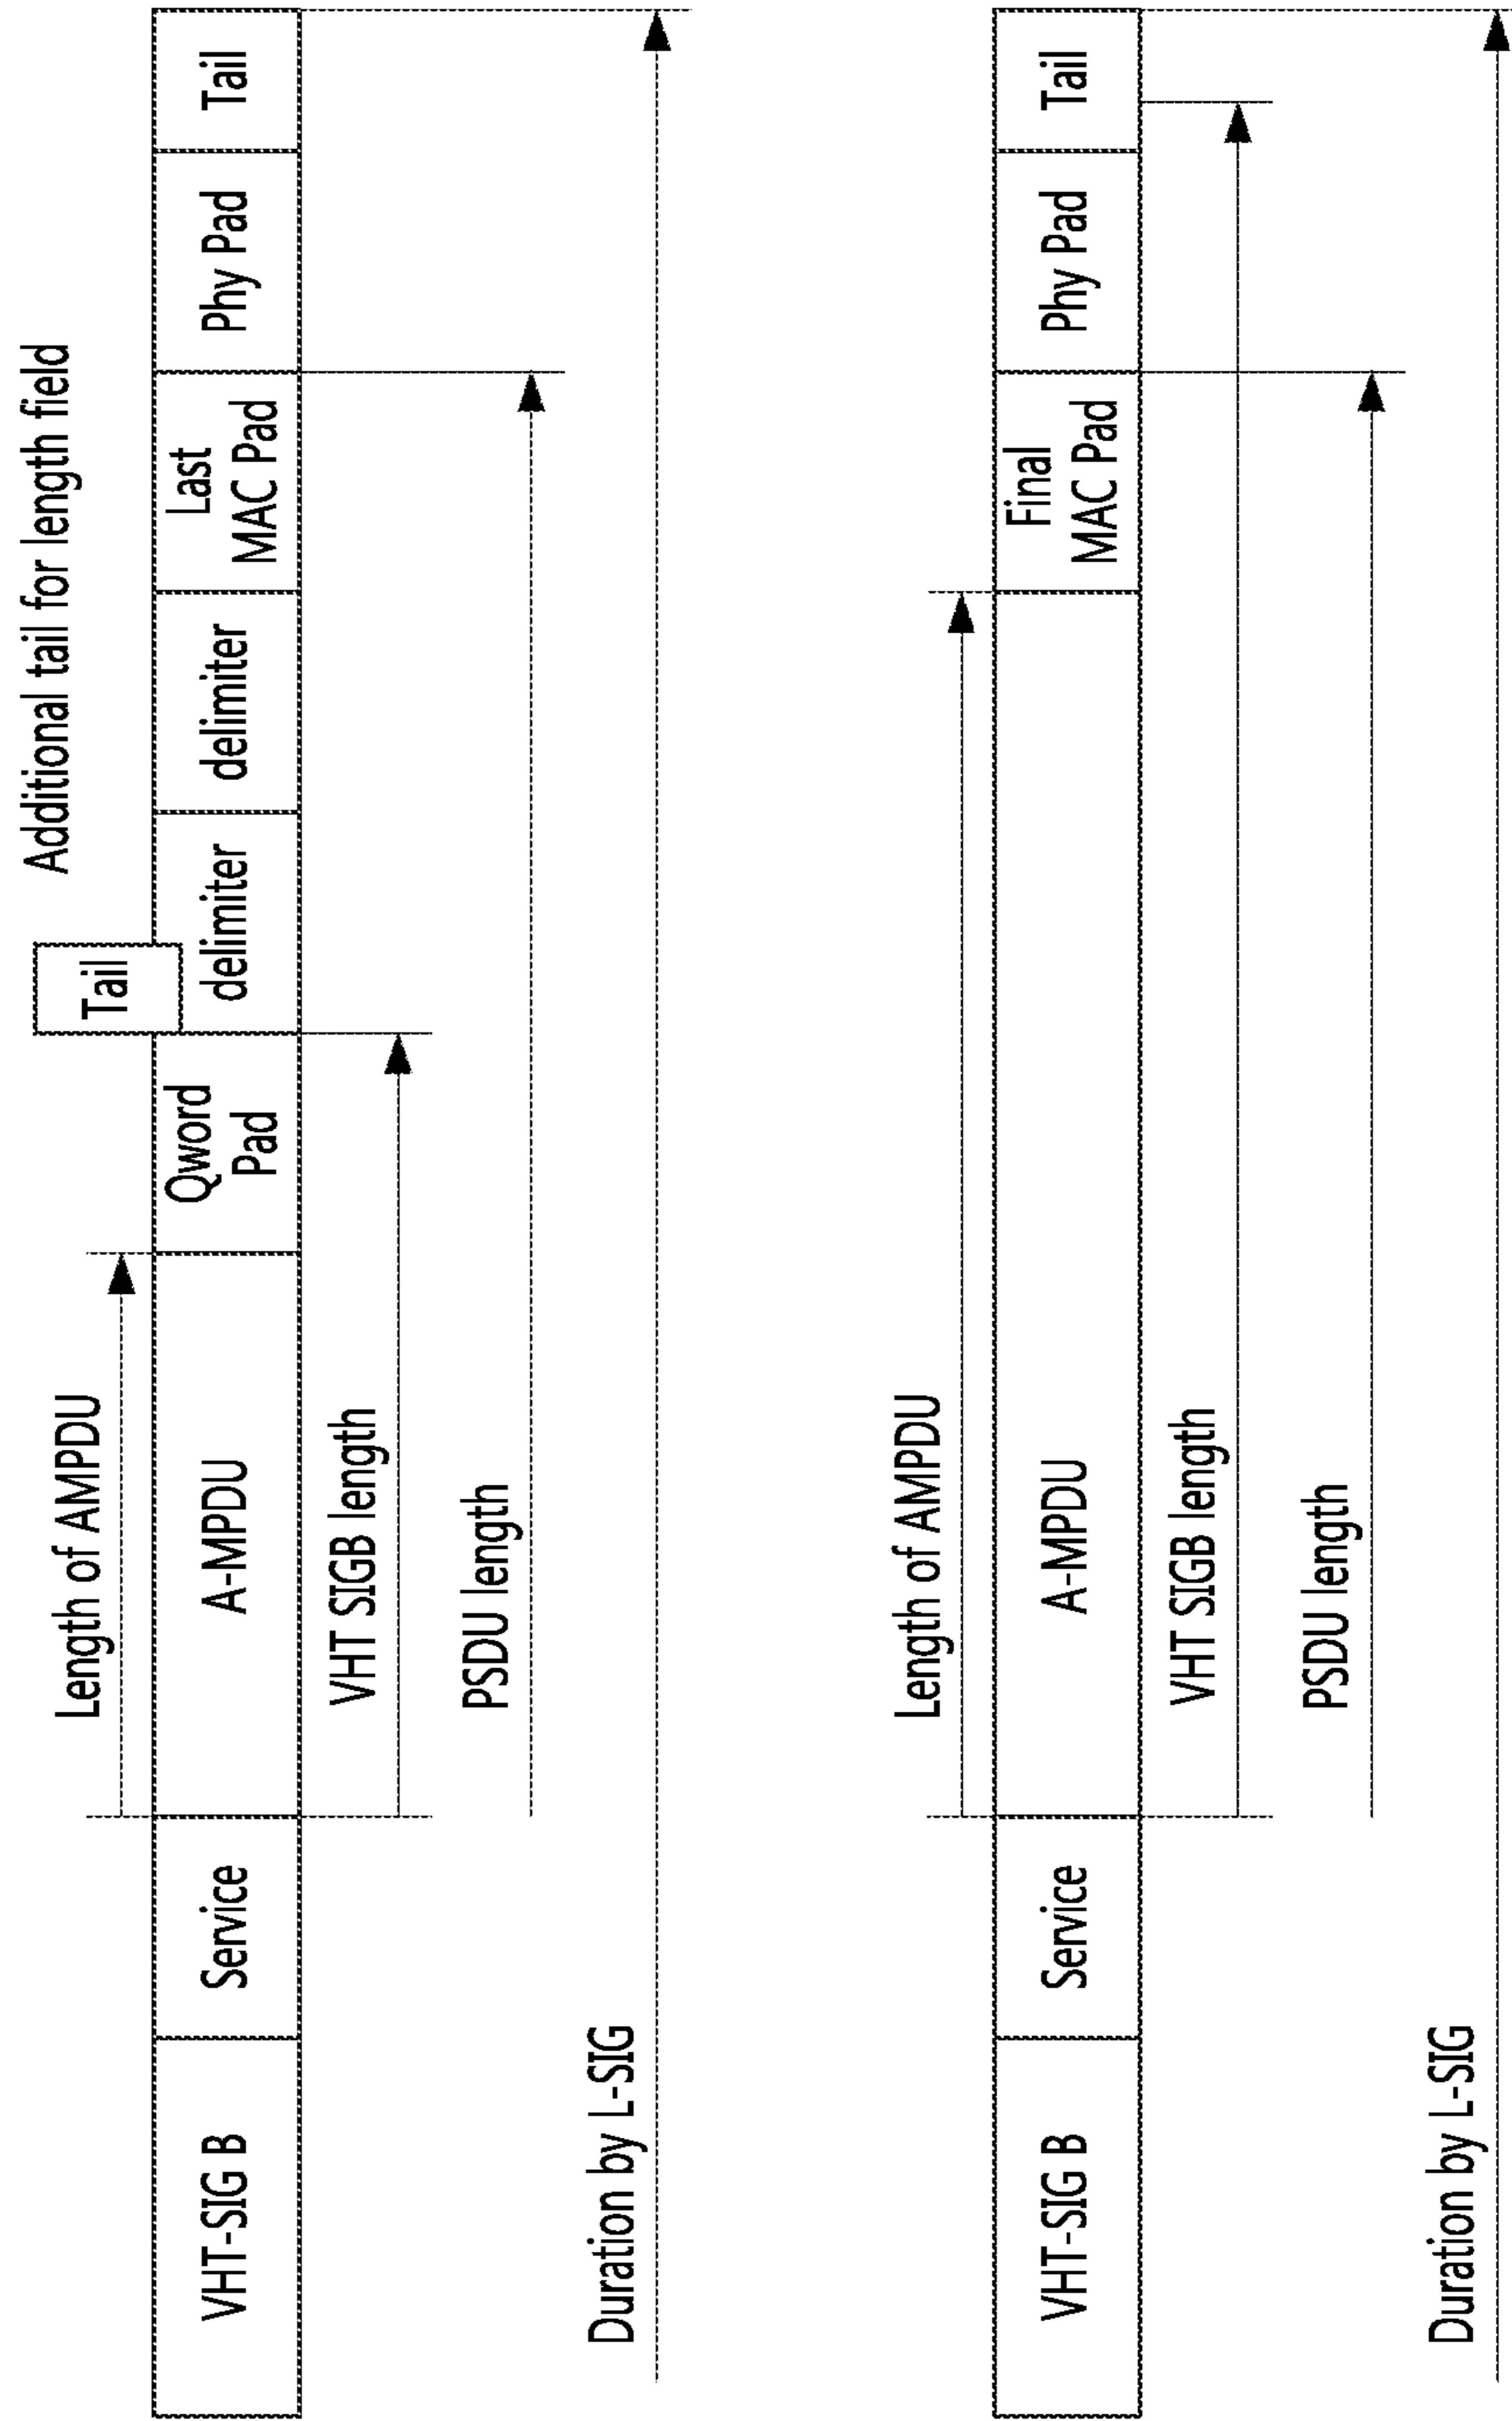 Additional tail for length field
Length of AMPDU
Tail
VHT-SIG B
Service
A-MPDU
Qword
Pad
delimiter
delimiter
Last
MAC Pad
Phy Pad
Tail
VHT SIGB length
PSDU length
Duration by L-SIG
Length of AMPDU
VHT-SIG B
Service
A-MPDU
Final
MAC Pad
Phy Pad
Tail
VHT SIGB length
PSDU length
Duration by L-SIG